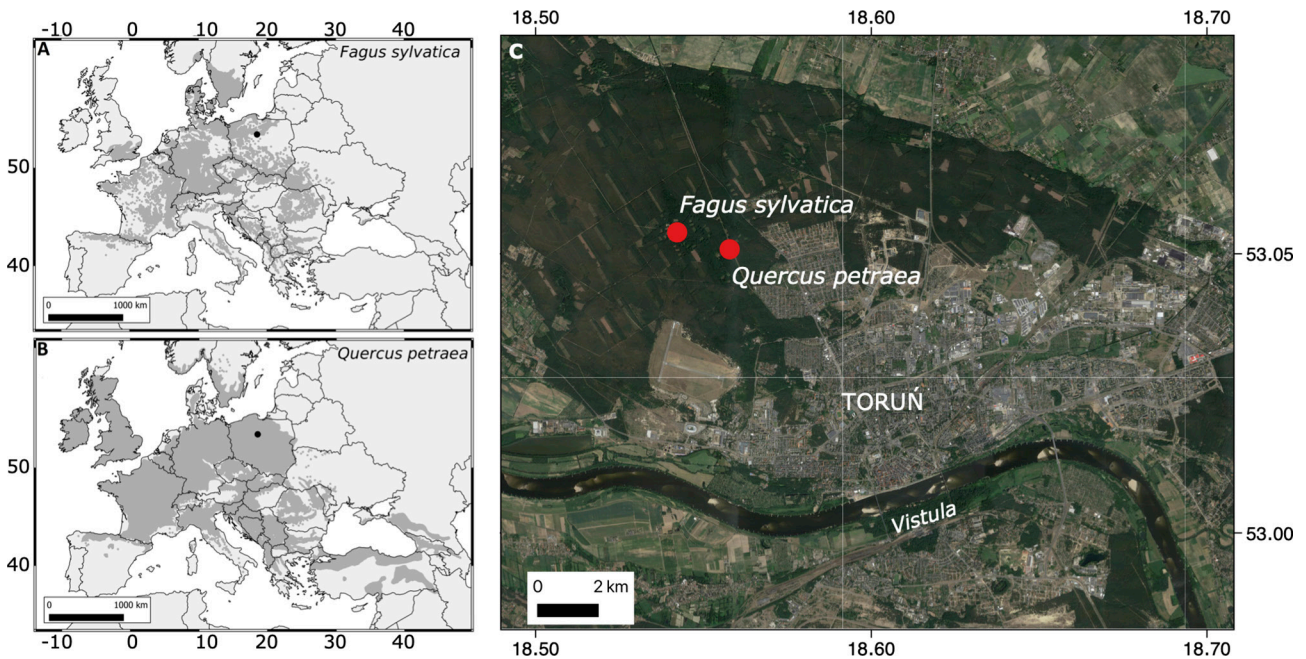 -10 0 10 20 30 40
A
Fagus sylvatica
50
40
0 1000 km
B
Quercus petraea
50
40
0 1000 km
-10 0 10 20 30 40
18.50 18.60 18.70
C
Fagus sylvatica
53.05
Quercus petraea
TORUŃ
Vistula
53.00
0 2 km
18.50 18.60 18.70